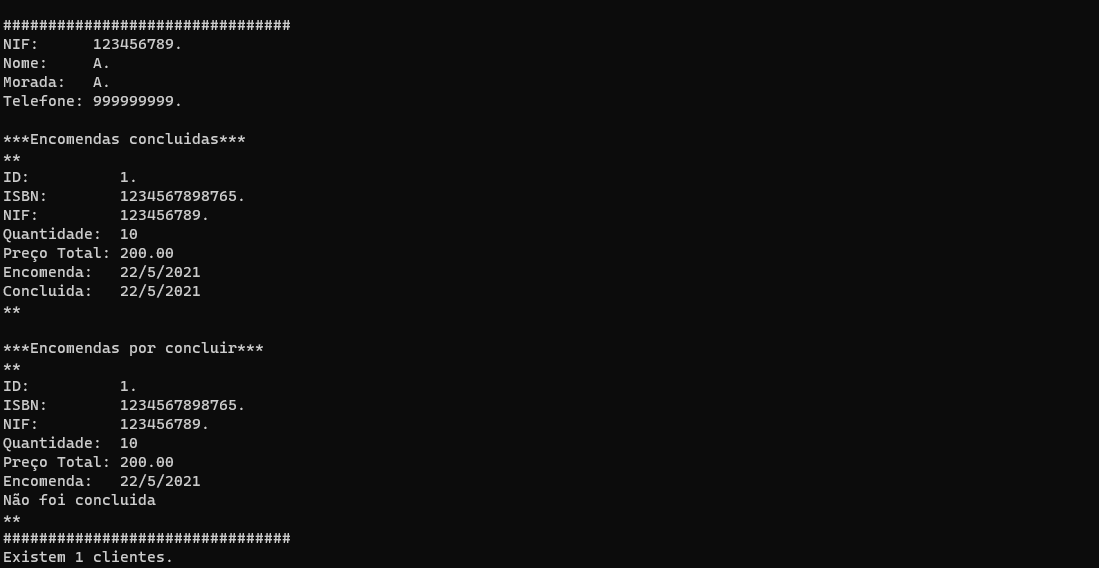 ################################
NIF:      123456789.
Nome:     A.
Morada:   A.
Telefone: 999999999.

***Encomendas concluidas***
**
ID:          1.
ISBN:        1234567898765.
NIF:         123456789.
Quantidade:  10
Preço Total: 200.00
Encomenda:   22/5/2021
Concluida:   22/5/2021
**

***Encomendas por concluir***
**
ID:          1.
ISBN:        1234567898765.
NIF:         123456789.
Quantidade:  10
Preço Total: 200.00
Encomenda:   22/5/2021
Não foi concluida
**
################################
Existem 1 clientes.